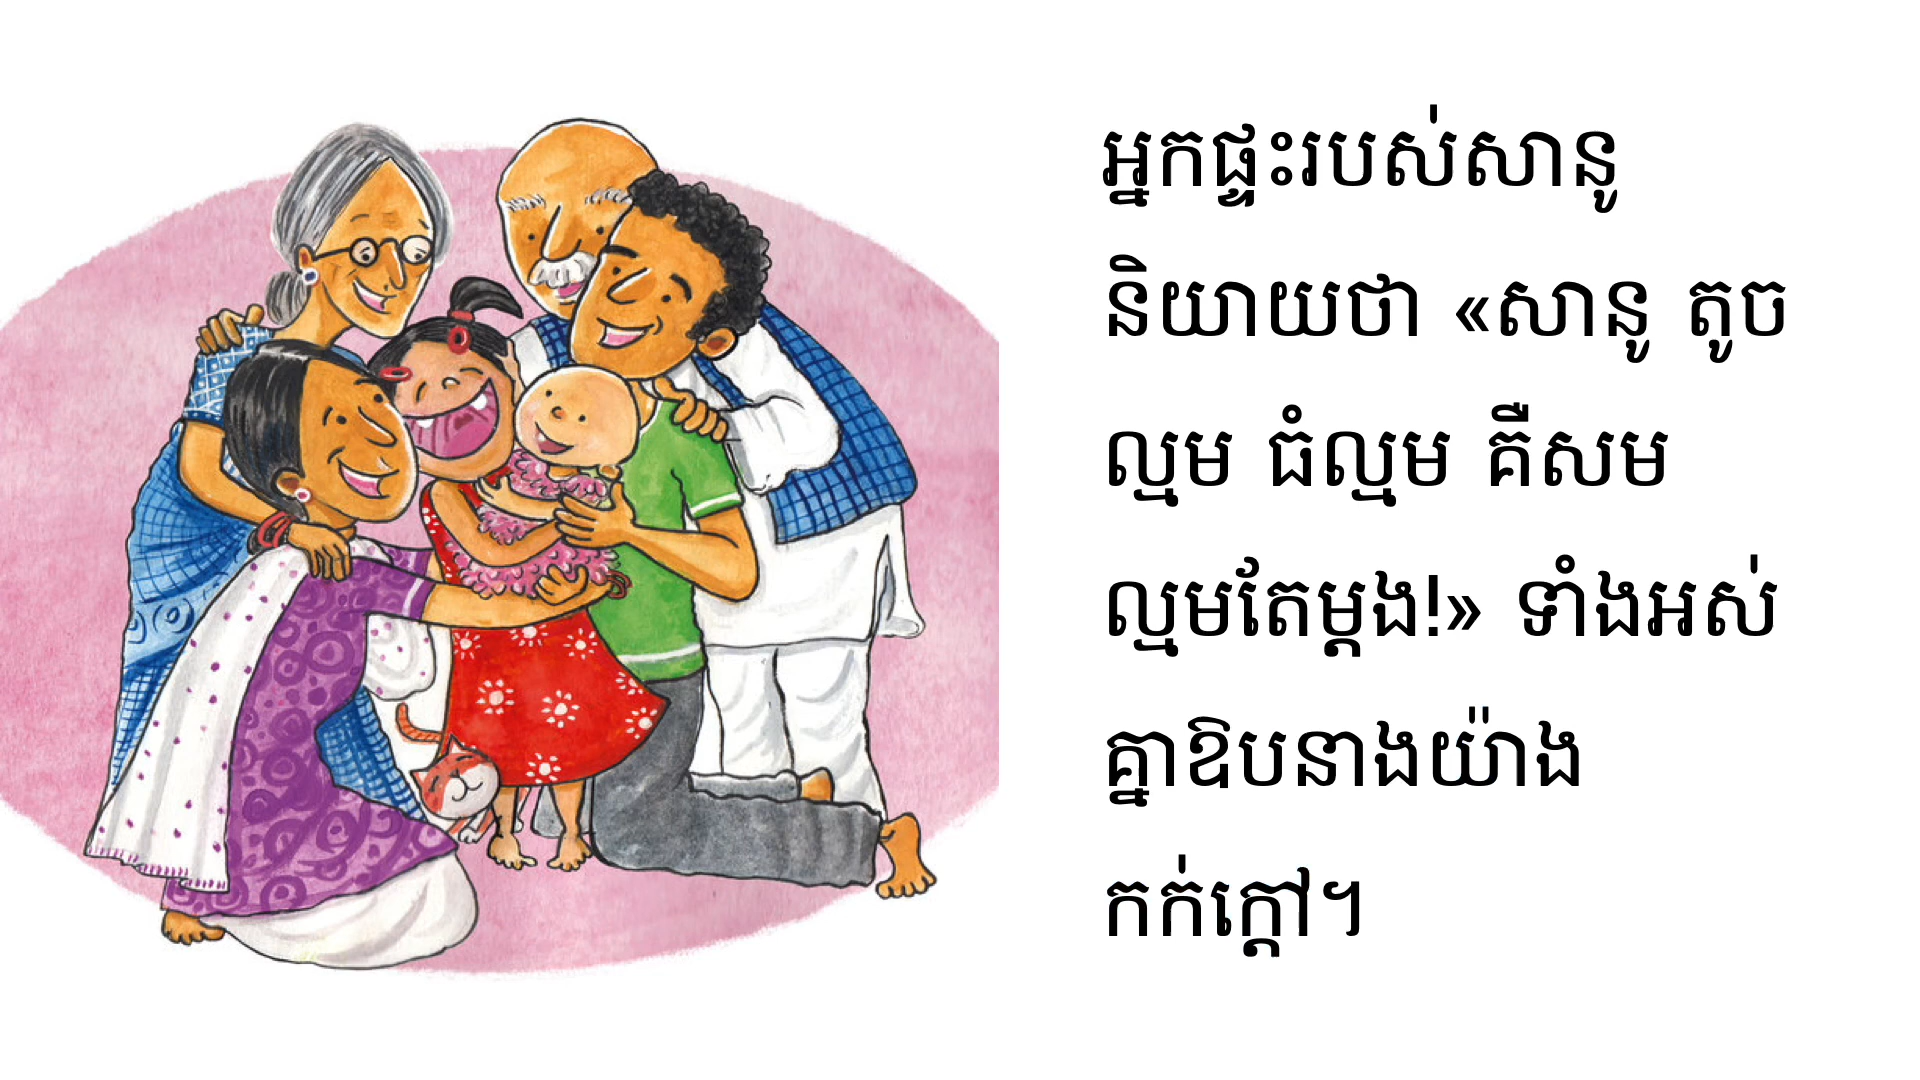 អ្នកផ្ទះរបស់សានូ
និយាយថា «សានូ តូច
ល្មម ធំល្មម គឺសម
ល្មមតែម្តង!» ទាំងអស់
គ្នាឱបនាងយ៉ាង
កក់ក្តៅ។